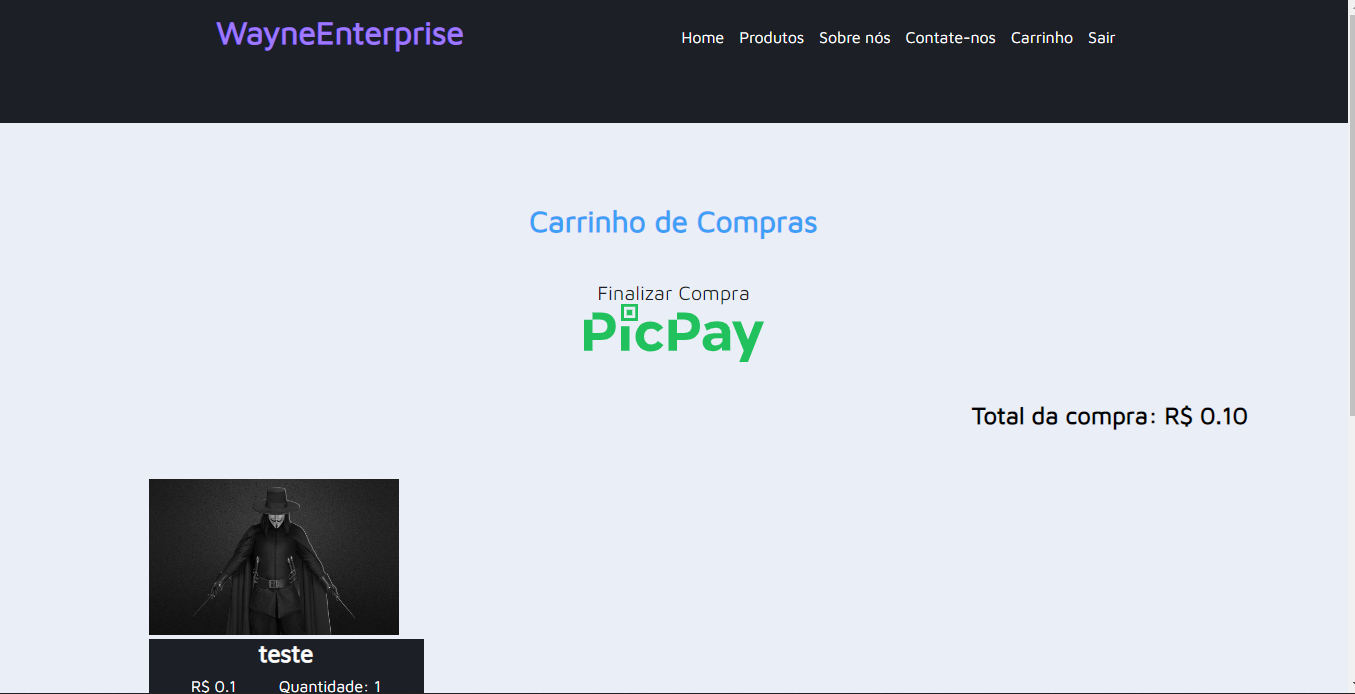 WayneEnterprise
Home Produtos Sobre nós Contate-nos Carrinho Sair
Carrinho de Compras
Finalizar Compra
PicPay
Total da compra: R$ 0.10
teste
R$ 0.1 Quantidade: 1